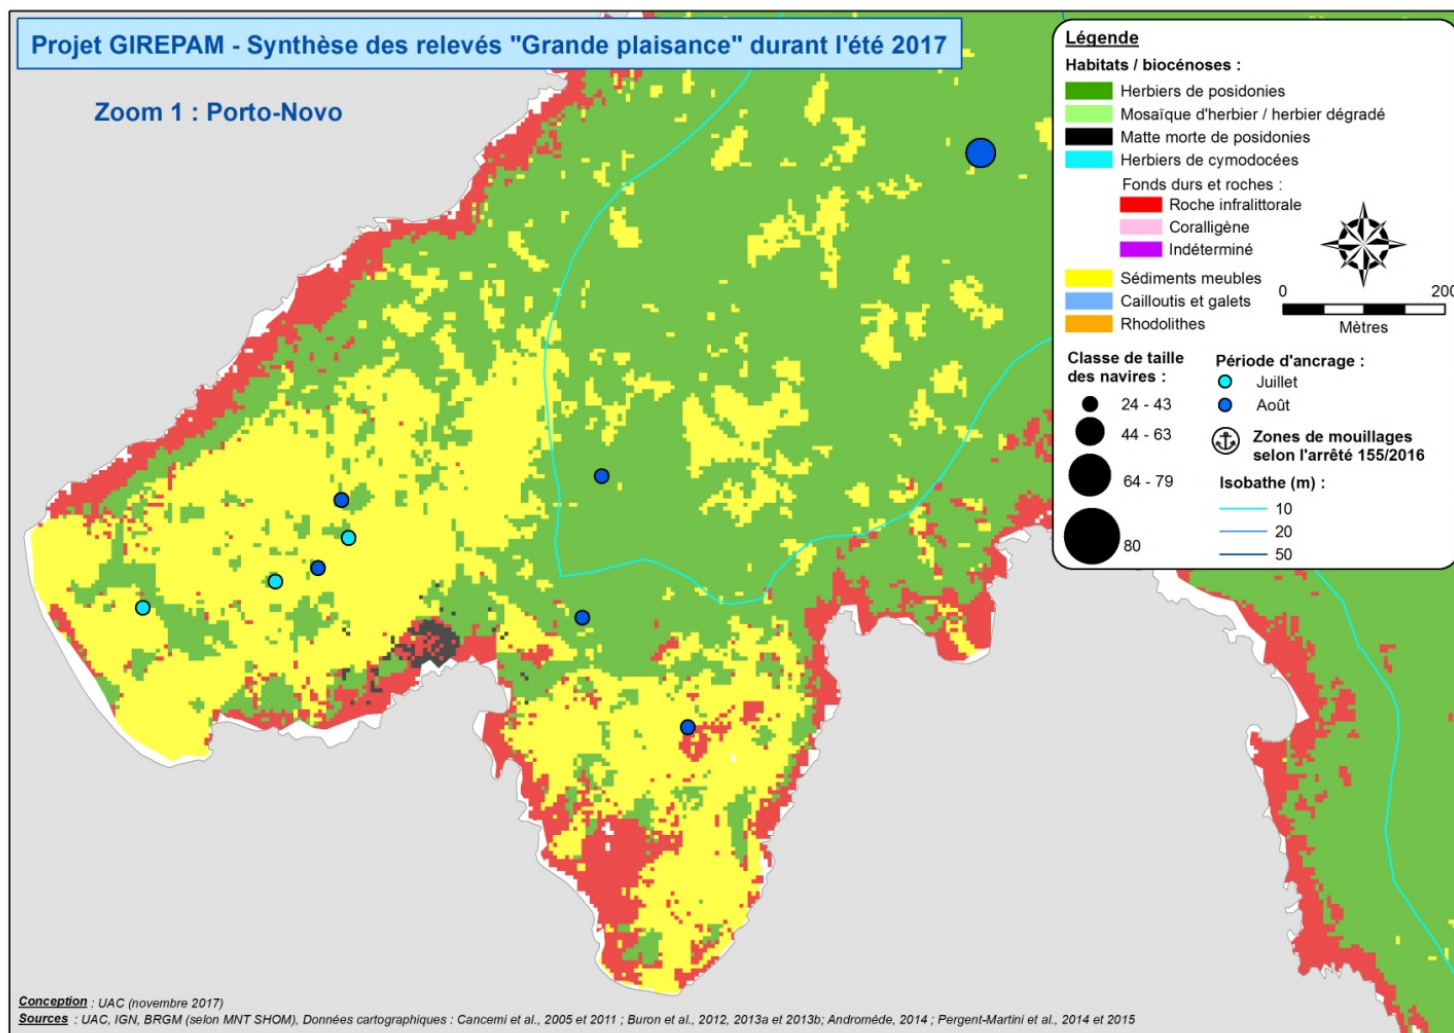 Projet GIREPAM - Synthèse des relevés "Grande plaisance" durant l'été 2017
Zoom 1 : Porto-Novo
Légende
Habitats / biocénoses :
Herbiers de posidonies
Mosaïque d'herbier / herbier dégradé
Matte morte de posidonies
Herbiers de cymodocées
Fonds durs et roches :
Roche infralittorale
Coralligène
Indéterminé
Sédiments meubles
Cailloutis et galets
Rhodolithes
0 200
Mètres
Classe de taille
des navires :
24 - 43
44 - 63
64 - 79
80
Période d'ancrage :
Juillet
Août
Zones de mouillages
selon l'arrêté 155/2016
Isobathe (m) :
10
20
50
Conception : UAC (novembre 2017)
Sources : UAC, IGN, BRGM (selon MNT SHOM), Données cartographiques : Cancemi et al., 2005 et 2011 ; Buron et al., 2012, 2013a et 2013b; Andromède, 2014 ; Pergent-Martini et al., 2014 et 2015